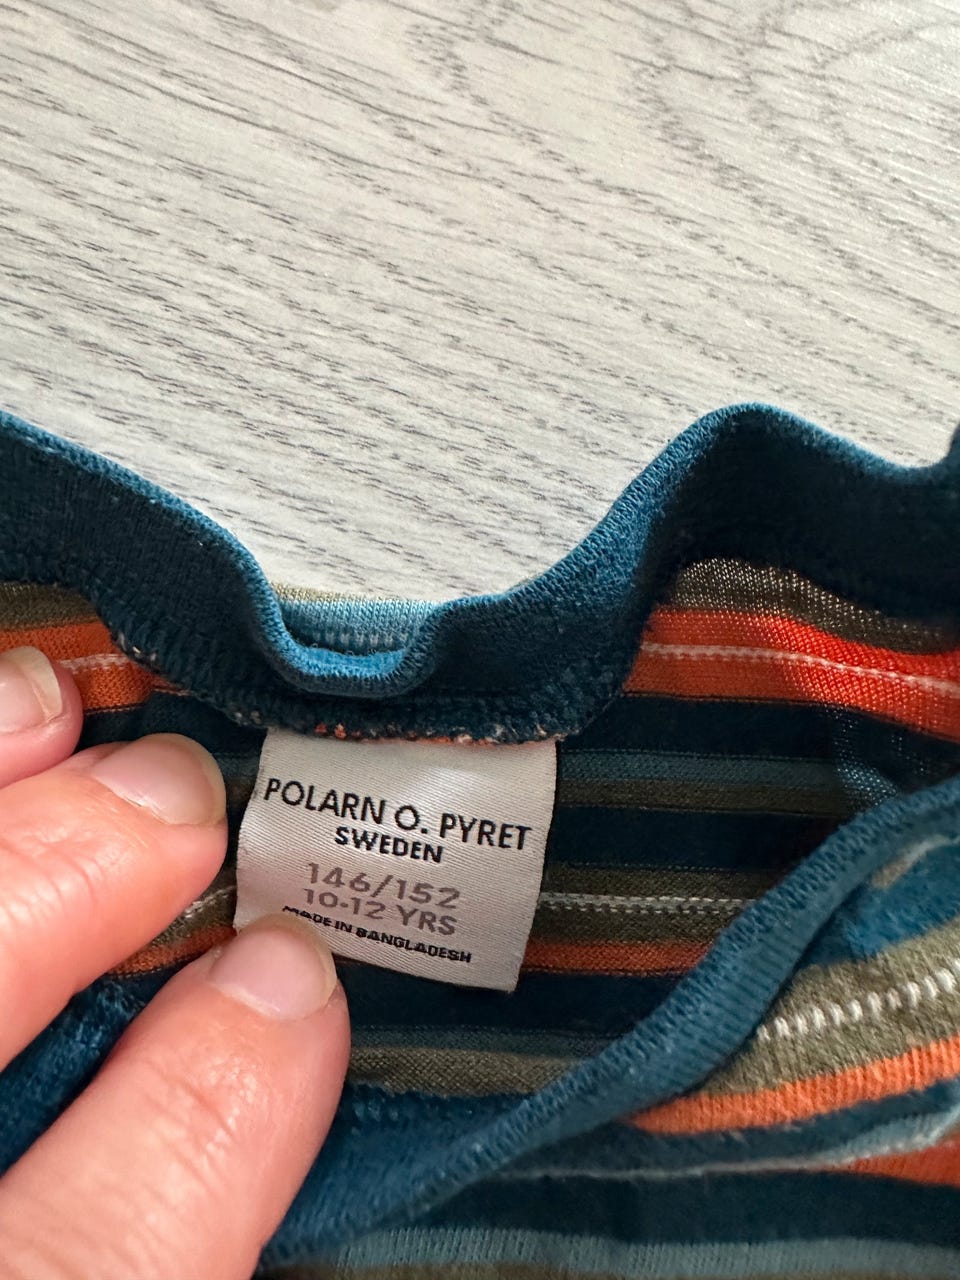 POLARN O. PYRET
SWEDEN
146/152
10-12 YRS
MADE IN BANGLADESH